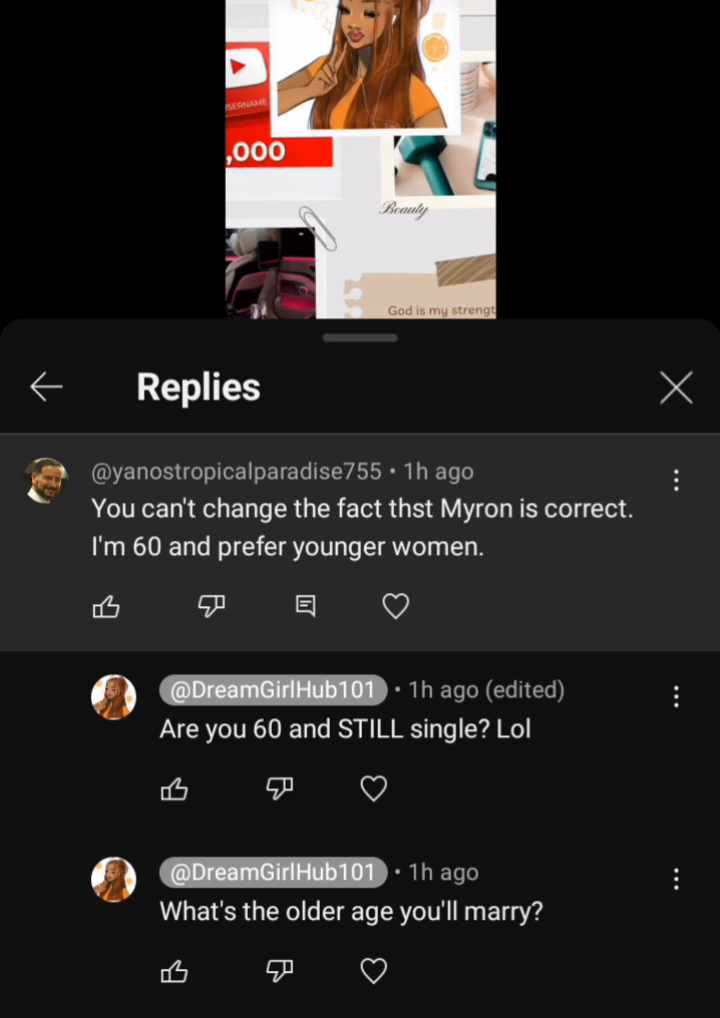 SERNAME
,000
Beauty
God is my strengt
Replies
@yanostropicalparadise755 • 1h ago
You can't change the fact thst Myron is correct.
I'm 60 and prefer younger women.
@DreamGirlHub101 • 1h ago (edited)
Are you 60 and STILL single? Lol
@DreamGirlHub101 • 1h ago
What's the older age you'll marry?